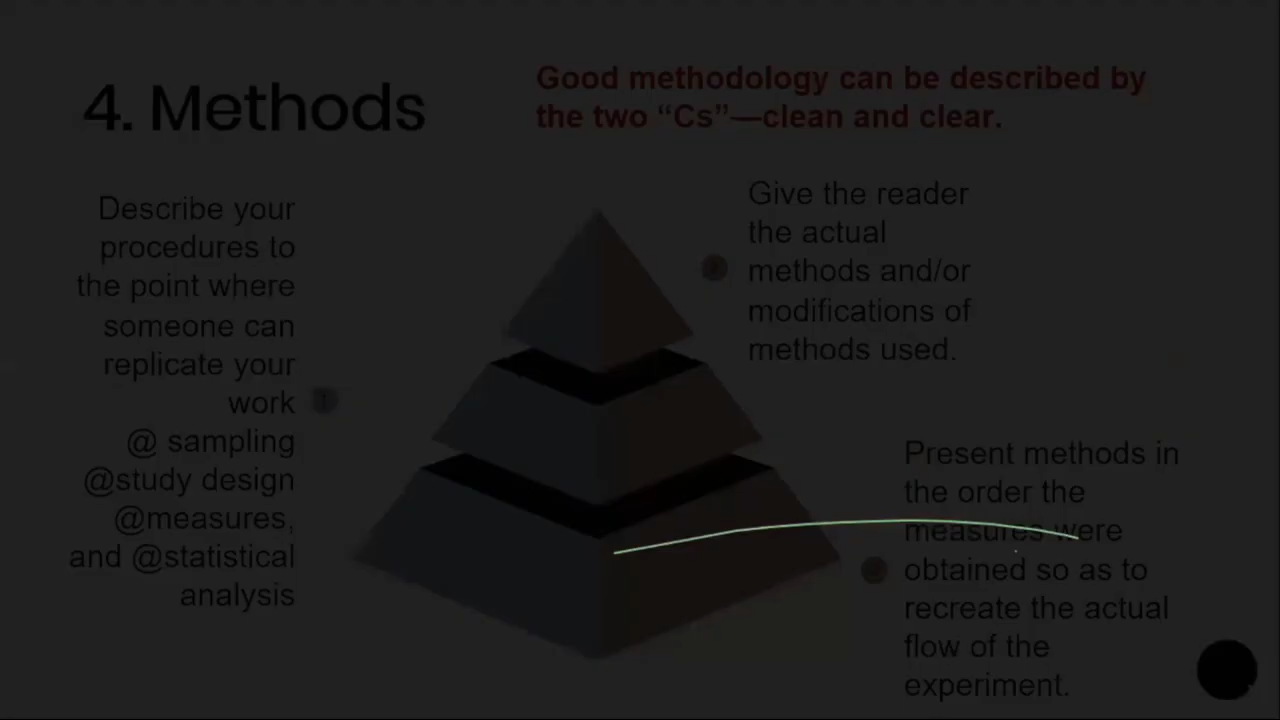 4. Methods
Good methodology can be described by
the two “Cs”—clean and clear.
Describe your
procedures to
the point where
someone can
replicate your
work
@ sampling
@study design
@measures,
and @statistical
analysis
Give the reader
the actual
methods and/or
modifications of
methods used.
Present methods in
the order the
measures were
obtained so as to
recreate the actual
flow of the
experiment.